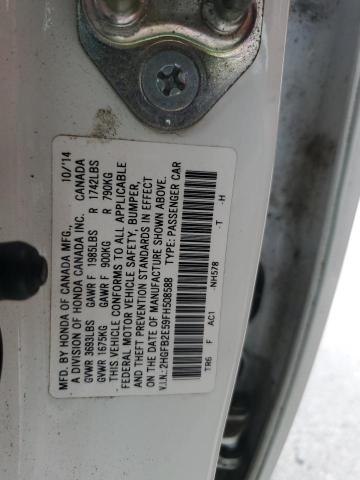 MFD. BY HONDA OF CANADA MFG., 10/'14
A DIVISION OF HONDA CANADA INC. CANADA
GVWR 3693LBS GAWR F 1985LBS R 1742LBS
GVWR 1675KG GAWR F 900KG R 790KG
THIS VEHICLE CONFORMS TO ALL APPLICABLE
FEDERAL MOTOR VEHICLE SAFETY, BUMPER,
AND THEFT PREVENTION STANDARDS IN EFFECT
ON THE DATE OF MANUFACTURE SHOWN ABOVE.
V.I.N.: 2HGFB2E59FH508588 TYPE: PASSENGER CAR
TR6 F AC1 -NH578 -T -H